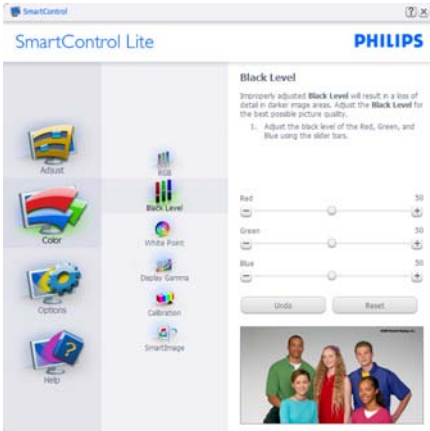 SmartControl
SmartControl Lite
PHILIPS
Adjust
Color
Options
Help
RGB
Black Level
White Point
Display Gamma
Calibration
SmartImage
Black Level
Improperly adjusted Black Level will result in a loss of
detail in darker image areas. Adjust the Black Level for
the best possible picture quality.
1. Adjust the black level of the Red, Green, and
Blue using the slider bars.
Red 50
Green 50
Blue 50
Undo Reset